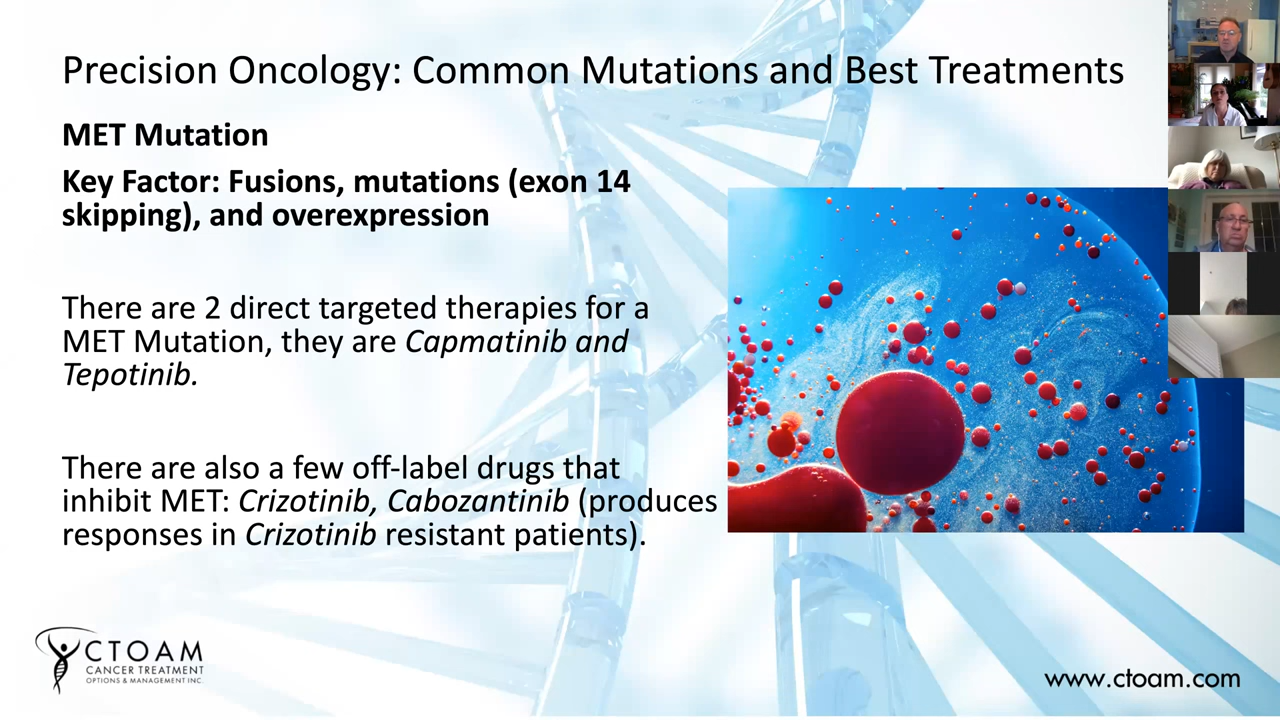 Precision Oncology: Common Mutations and Best Treatments
MET Mutation
Key Factor: Fusions, mutations (exon 14
skipping), and overexpression
There are 2 direct targeted therapies for a
MET Mutation, they are Capmatinib and
Tepotinib.
There are also a few off-label drugs that
inhibit MET: Crizotinib, Cabozantinib (produces
responses in Crizotinib resistant patients).
CTOAM
CANCER TREATMENT
OPTIONS & MANAGEMENT INC.
www.ctoam.com